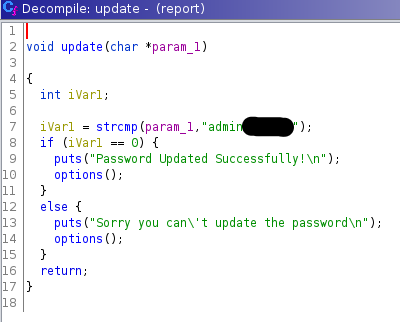 Decompile: update - (report)
1
2 void update(char *param_1)
3
4 {
5 int iVar1;
6
7 iVar1 = strcmp(param_1,"admin");
8 if (iVar1 == 0) {
9 puts("Password Updated Successfully!\n");
10 options();
11 }
12 else {
13 puts("Sorry you can\'t update the password\n");
14 options();
15 }
16 return;
17 }
18